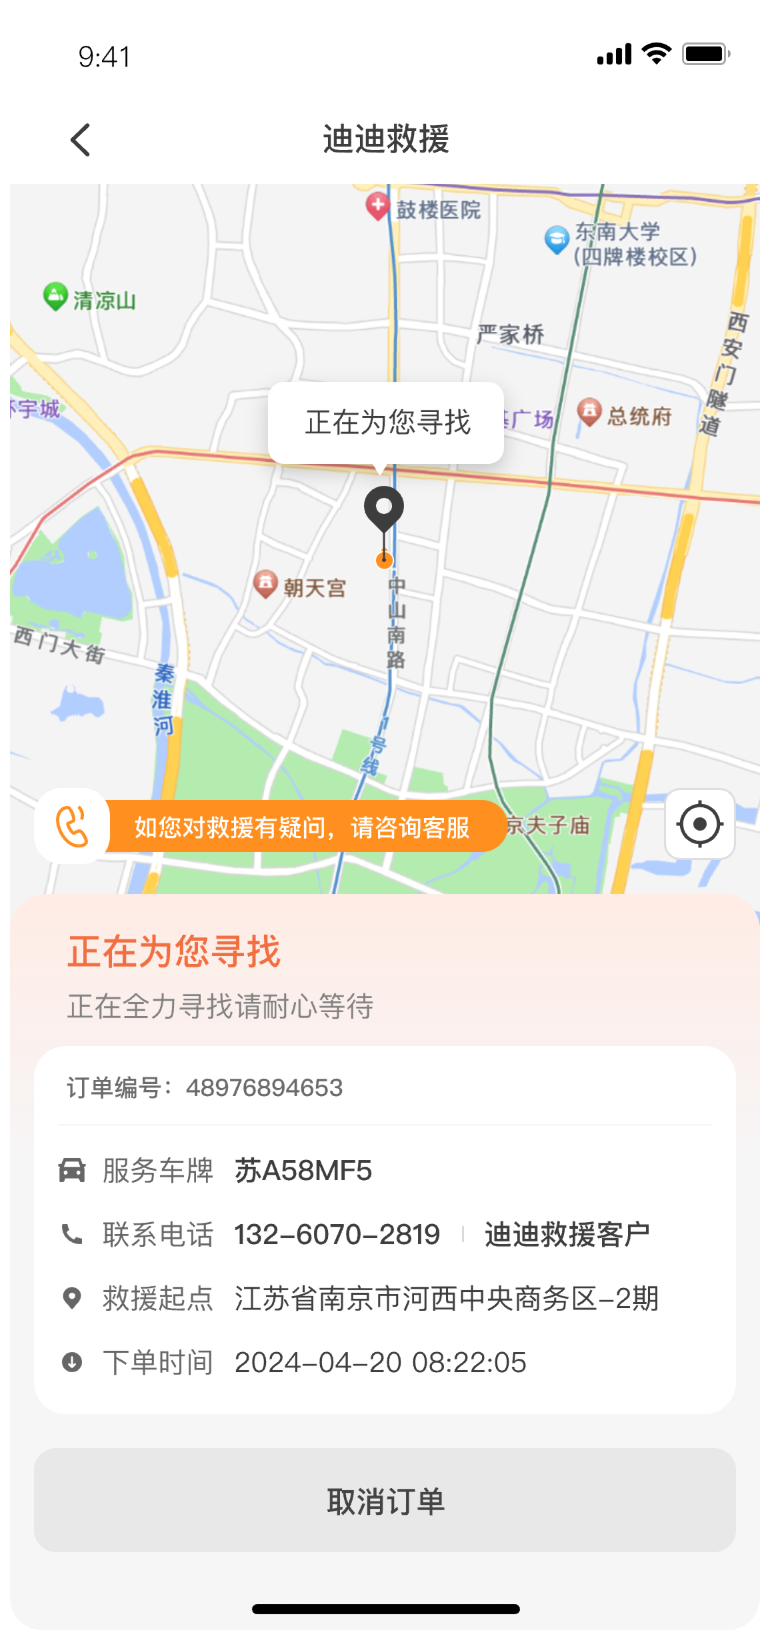 9:41
迪迪救援
鼓楼医院
东南大学
(四牌楼校区)
清凉山
严家桥
西安门隧道
环宇城
正在为您寻找
广场
总统府
朝天宫
中山南路
西门大街
秦淮河
1号线
如您对救援有疑问，请咨询客服
京夫子庙
正在为您寻找
正在全力寻找请耐心等待
订单编号：48976894653
服务车牌 苏A58MF5
联系电话 132-6070-2819 迪迪救援客户
救援起点 江苏省南京市河西中央商务区-2期
下单时间 2024-04-20 08:22:05
取消订单